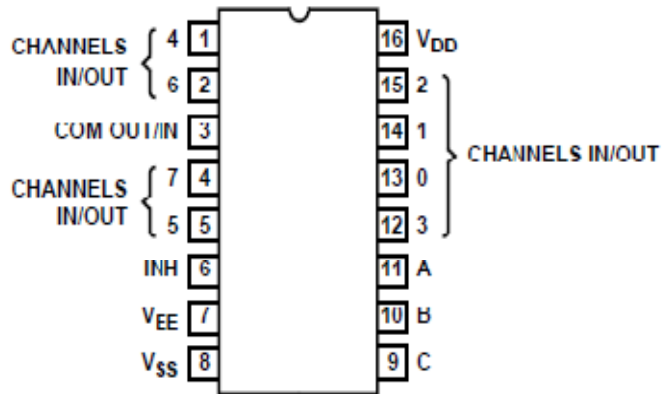 4 1 16 VDD
CHANNELS
IN/OUT
6 2 15 2
COM OUT/IN 3 14 1
CHANNELS IN/OUT
7 4 13 0
CHANNELS
IN/OUT
5 5 12 3
INH 6 11 A
VEE 7 10 B
VSS 8 9 C